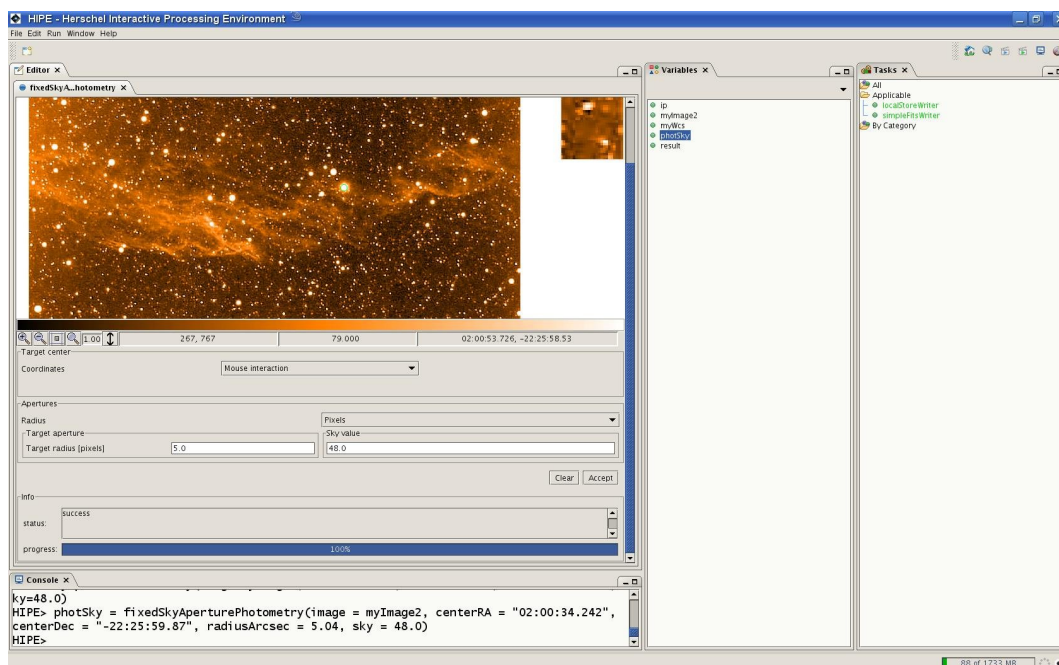 HIPE - Herschel Interactive Processing Environment
File Edit Run Window Help
Editor
fixedSkyA...hotometry
1.00
267, 767
79.000
02:00:53.726, -22:25:58.53
Target center
Coordinates
Mouse interaction
Apertures
Radius
Pixels
Target aperture
Sky value
Target radius [pixels]
5.0
48.0
Clear
Accept
Info
status:
success
progress:
100%
Console
ky=48.0)
HIPE> photSky = fixedSkyAperturePhotometry(image = myImage2, centerRA = "02:00:34.242",
centerDec = "-22:25:59.87", radiusArcsec = 5.04, sky = 48.0)
HIPE>
Variables
ip
myImage2
myWcs
photSky
result
Tasks
All
Applicable
localStoreWriter
simpleFitsWriter
By Category
88 of 1733 MB